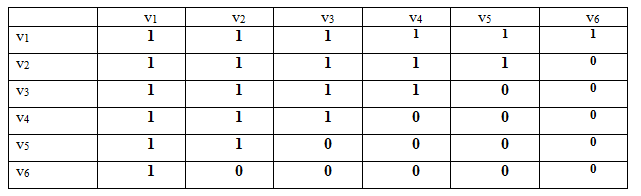 v1 v2 v3 v4 v5 v6
v1 1 1 1 1 1 1
v2 1 1 1 1 1 0
v3 1 1 1 1 0 0
v4 1 1 1 0 0 0
v5 1 1 0 0 0 0
v6 1 0 0 0 0 0